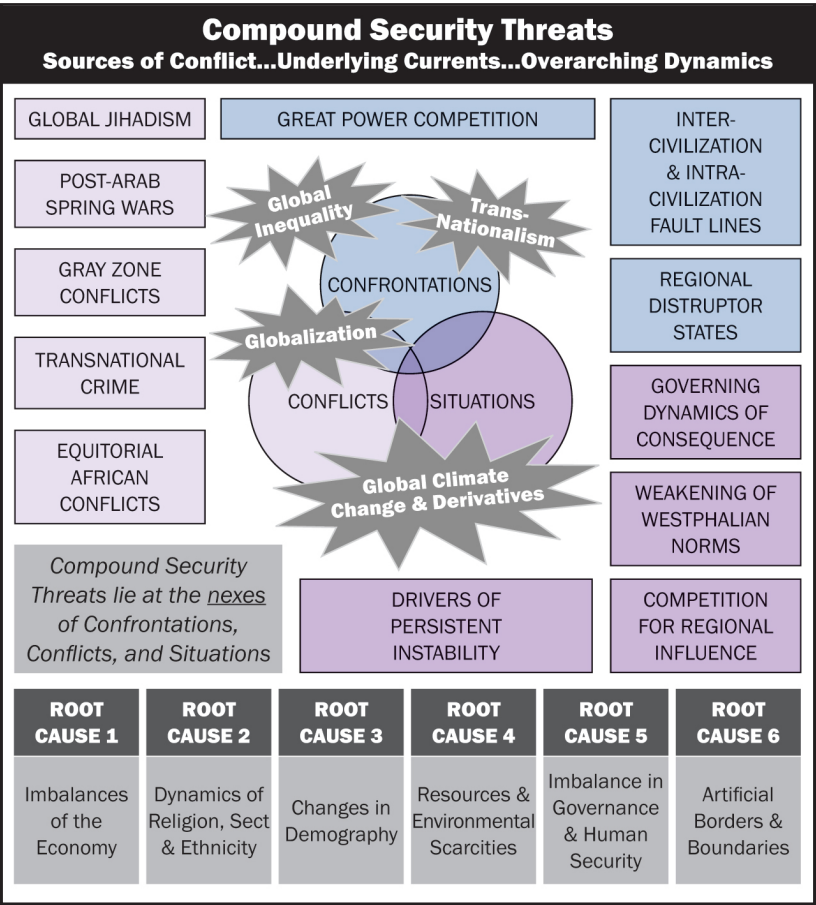 Compound Security Threats
Sources of Conflict...Underlying Currents...Overarching Dynamics
GLOBAL JIHADISM
POST-ARAB
SPRING WARS
GRAY ZONE
CONFLICTS
TRANSNATIONAL
CRIME
EQUITORIAL
AFRICAN
CONFLICTS
GREAT POWER COMPETITION
Global
Inequality
Trans-
Nationalism
CONFRONTATIONS
Globalization
CONFLICTS
SITUATIONS
Global Climate
Change & Derivatives
INTER-
CIVILIZATION
& INTRA-
CIVILIZATION
FAULT LINES
REGIONAL
DISTRUPTOR
STATES
GOVERNING
DYNAMICS OF
CONSEQUENCE
WEAKENING OF
WESTPHALIAN
NORMS
COMPETITION
FOR REGIONAL
INFLUENCE
Compound Security
Threats lie at the nexes
of Confrontations,
Conflicts, and Situations
DRIVERS OF
PERSISTENT
INSTABILITY
ROOT
CAUSE 1
Imbalances
of the
Economy
ROOT
CAUSE 2
Dynamics of
Religion, Sect
& Ethnicity
ROOT
CAUSE 3
Changes in
Demography
ROOT
CAUSE 4
Resources &
Environmental
Scarcities
ROOT
CAUSE 5
Imbalance in
Governance
& Human
Security
ROOT
CAUSE 6
Artificial
Borders &
Boundaries